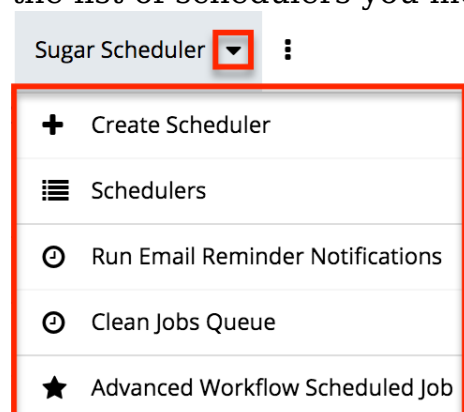 the list of schedulers you m
Sugar Scheduler
Create Scheduler
Schedulers
Run Email Reminder Notifications
Clean Jobs Queue
Advanced Workflow Scheduled Job